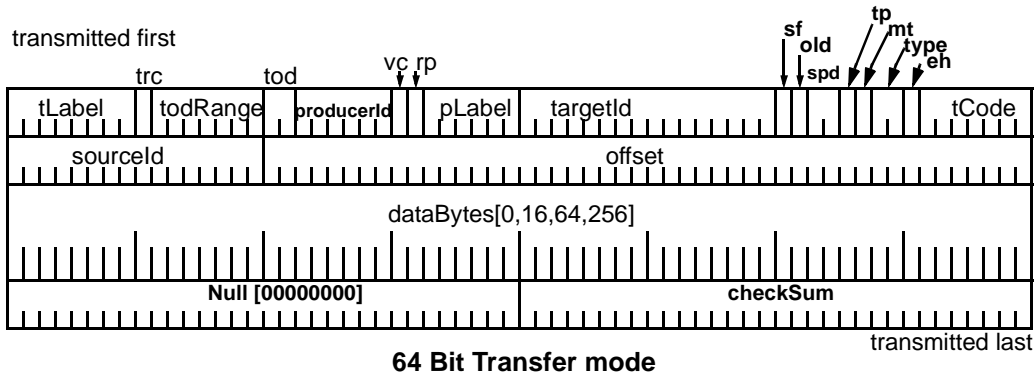 transmitted first
tp
sf mt
old type
spd eh
trc tod vc rp
tLabel todRange producerId pLabel targetId tCode
sourceId offset
dataBytes[0,16,64,256]
Null [00000000] checkSum
transmitted last
64 Bit Transfer mode